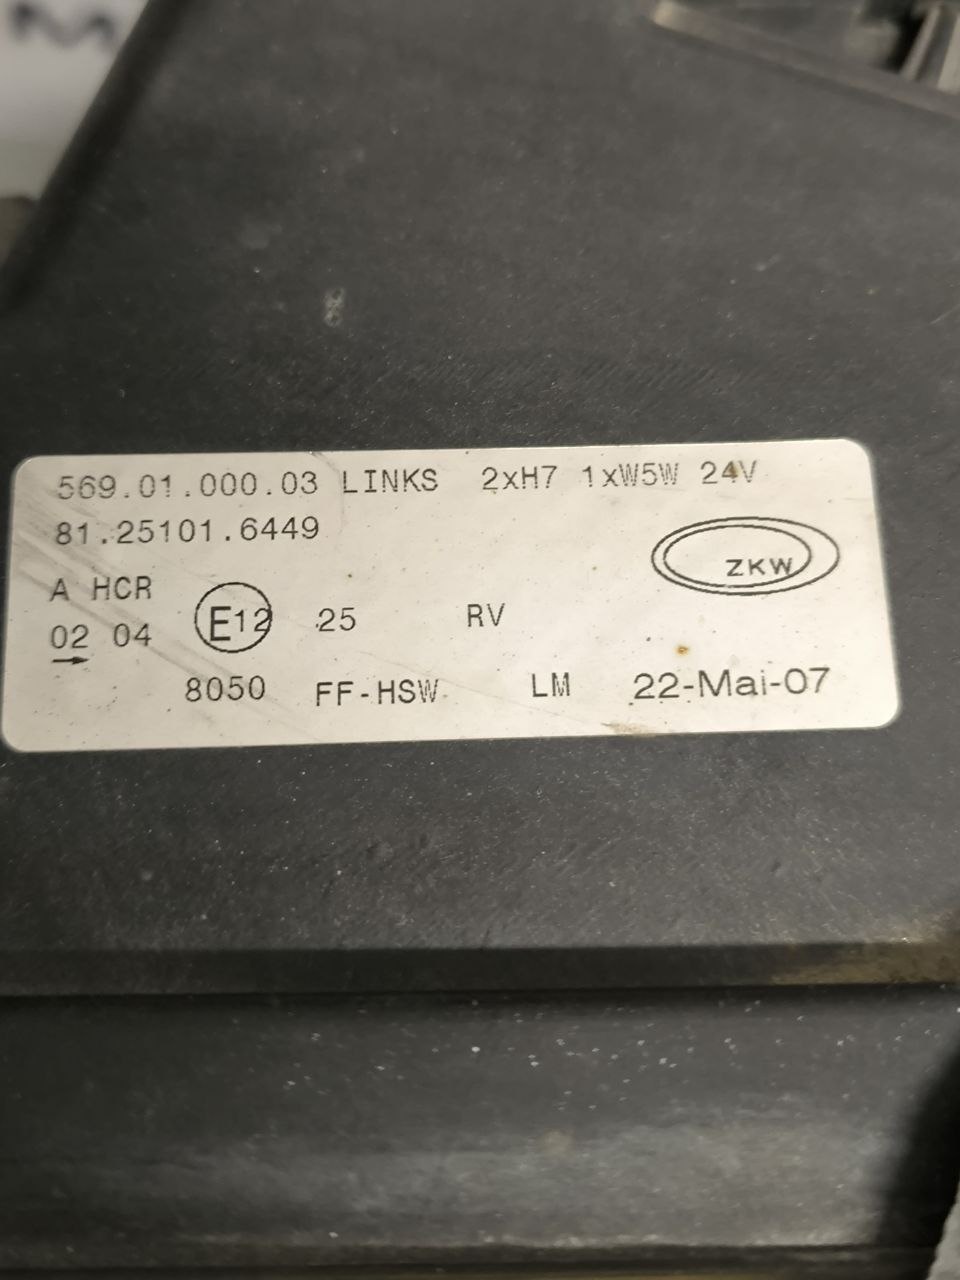 M
569.01.000.03 LINKS 2xH7 1xW5W 24V
81.25101.6449
ZKW
A HCR
02 04 E12 25 RV
→
8050 FF-HSW LM 22-Mai-07